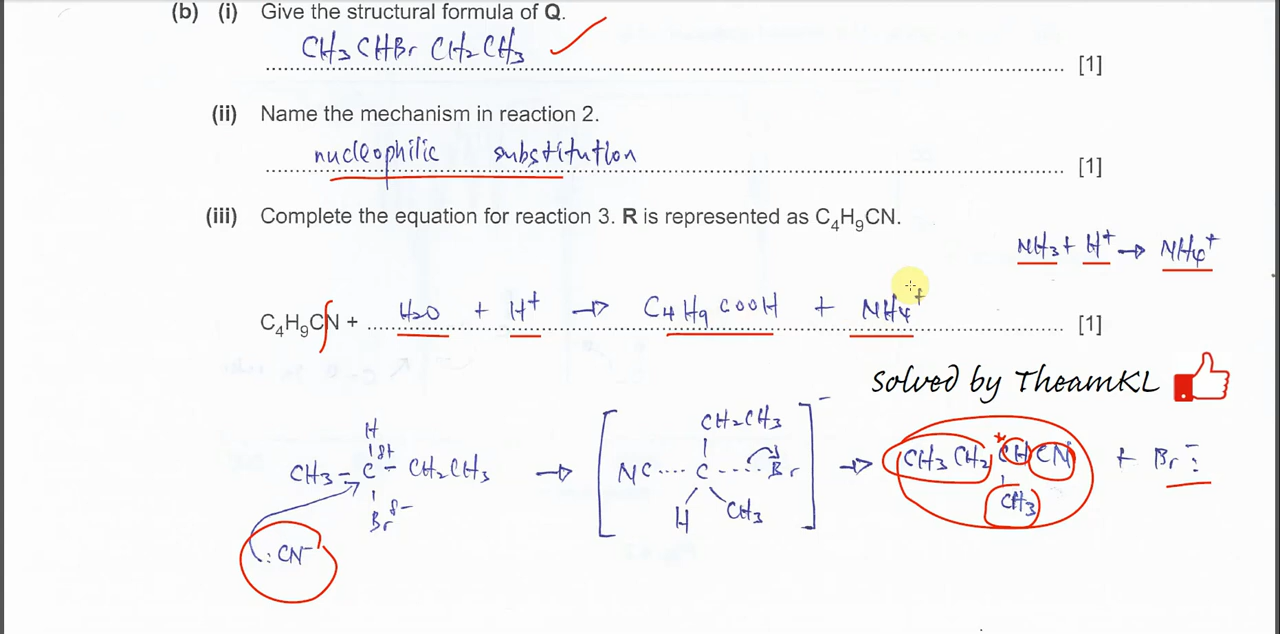 (b) (i) Give the structural formula of Q.
CH3CHBrCH2CH3
[1]
(ii) Name the mechanism in reaction 2.
nucleophilic substitution
[1]
(iii) Complete the equation for reaction 3. R is represented as C4H9CN.
NH3 + H+ → NH4+
C4H9CN + H2O + H+ → C4H9COOH + NH4+ [1]
Solved by TheamKL
H CH2CH3 -
δ+
CH3 - C - CH2CH3 → [ NC .... C .... Br ] → CH3CH2 *CHCN + Br:-
Br δ- H CH3 CH3
:CN-